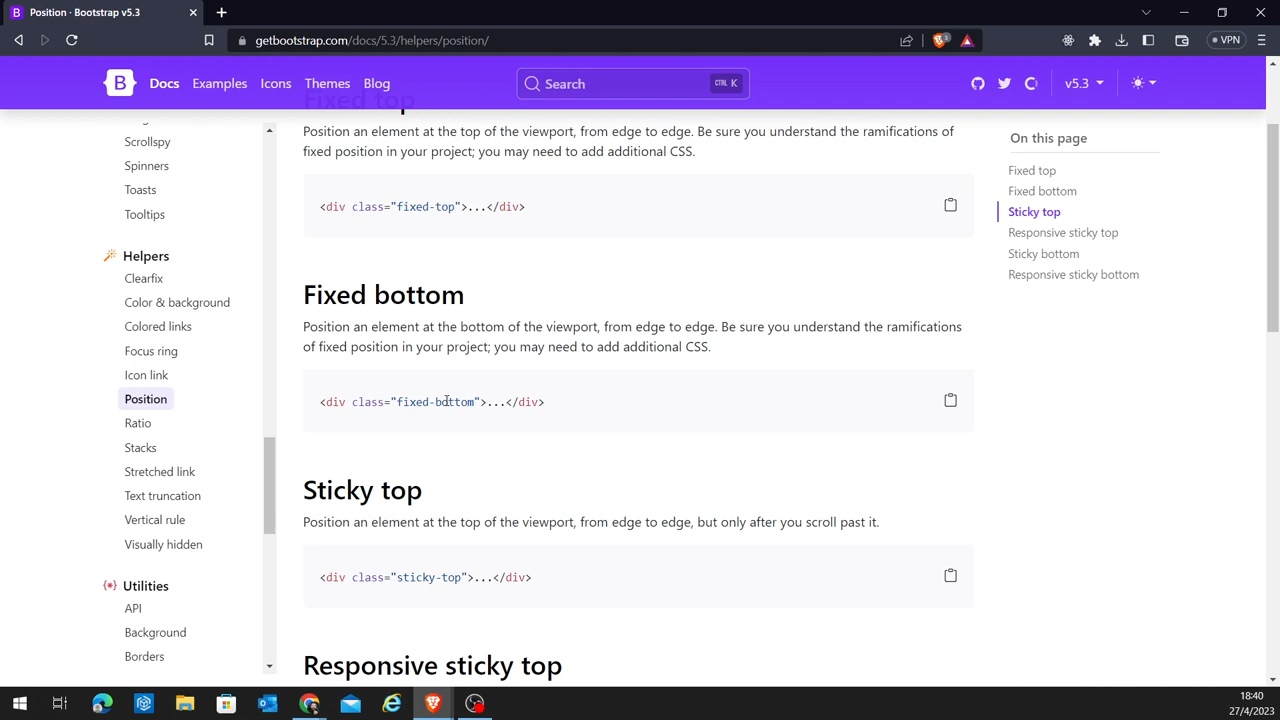 Position · Bootstrap v5.3
getbootstrap.com/docs/5.3/helpers/position/
3
VPN
B
Docs
Examples
Icons
Themes
Blog
Search
CTRL K
v5.3
Scrollspy
Spinners
Toasts
Tooltips
Helpers
Clearfix
Color & background
Colored links
Focus ring
Icon link
Position
Ratio
Stacks
Stretched link
Text truncation
Vertical rule
Visually hidden
Utilities
API
Background
Borders
Fixed top
Position an element at the top of the viewport, from edge to edge. Be sure you understand the ramifications of
fixed position in your project; you may need to add additional CSS.
<div class="fixed-top">...</div>
Fixed bottom
Position an element at the bottom of the viewport, from edge to edge. Be sure you understand the ramifications
of fixed position in your project; you may need to add additional CSS.
<div class="fixed-bottom">...</div>
Sticky top
Position an element at the top of the viewport, from edge to edge, but only after you scroll past it.
<div class="sticky-top">...</div>
Responsive sticky top
On this page
Fixed top
Fixed bottom
Sticky top
Responsive sticky top
Sticky bottom
Responsive sticky bottom
18:40
27/4/2023